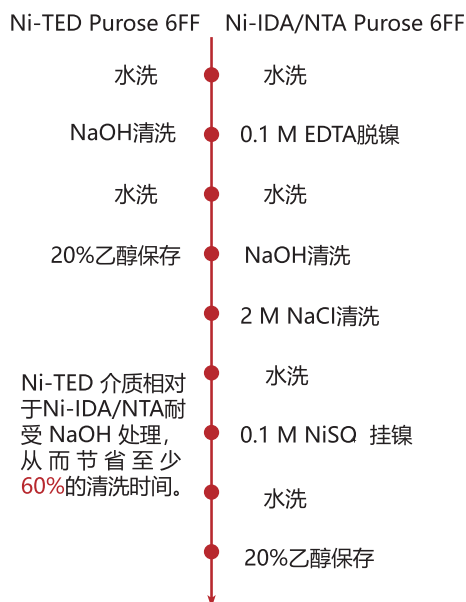 Ni-TED Purose 6FF Ni-IDA/NTA Purose 6FF
水洗 水洗
NaOH清洗 0.1 M EDTA脱镍
水洗 水洗
20%乙醇保存 NaOH清洗
2 M NaCl清洗
水洗
Ni-TED 介质相对
于Ni-IDA/NTA耐
受 NaOH 处理，
从而节省至少
60%的清洗时间。
0.1 M NiSO 挂镍
水洗
20%乙醇保存